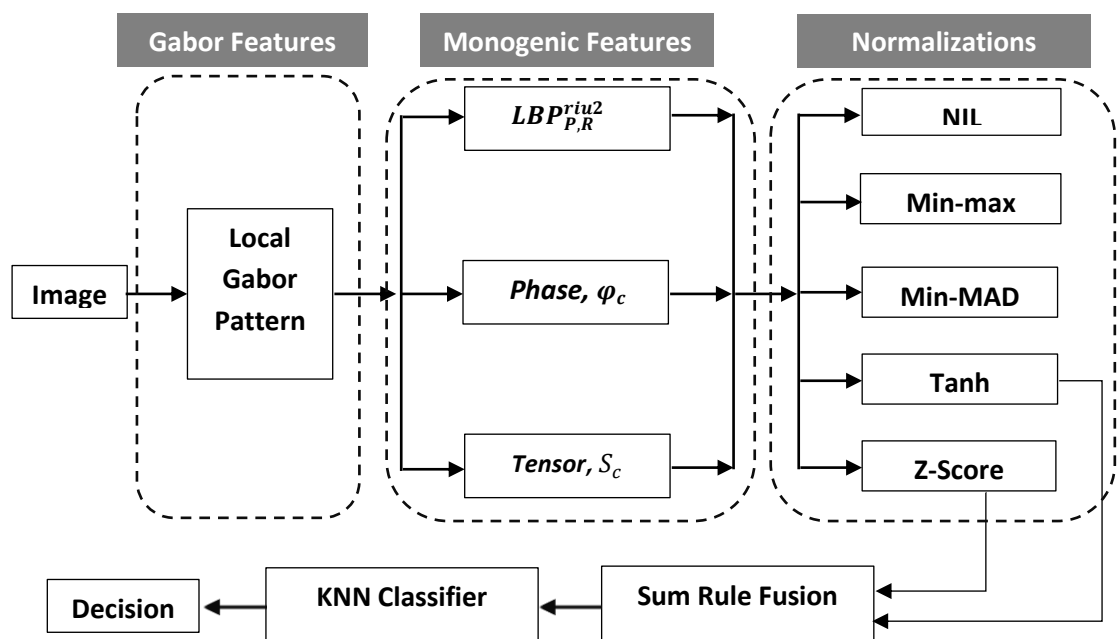 Gabor Features
Monogenic Features
Normalizations
Image
Local
Gabor
Pattern
LBP_{P,R}^{riu2}
Phase, φ_c
Tensor, S_c
NIL
Min-max
Min-MAD
Tanh
Z-Score
Sum Rule Fusion
KNN Classifier
Decision